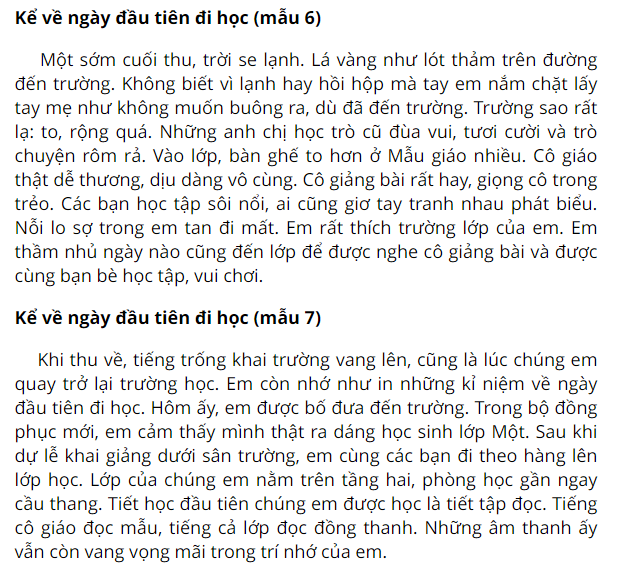 Kể về ngày đầu tiên đi học (mẫu 6)
Một sớm cuối thu, trời se lạnh. Lá vàng như lót thảm trên đường
đến trường. Không biết vì lạnh hay hồi hộp mà tay em nắm chặt lấy
tay mẹ như không muốn buông ra, dù đã đến trường. Trường sao rất
lạ: to, rộng quá. Những anh chị học trò cũ đùa vui, tươi cười và trò
chuyện rôm rả. Vào lớp, bàn ghế to hơn ở Mẫu giáo nhiều. Cô giáo
thật dễ thương, dịu dàng vô cùng. Cô giảng bài rất hay, giọng cô trong
trẻo. Các bạn học tập sôi nổi, ai cũng giơ tay tranh nhau phát biểu.
Nỗi lo sợ trong em tan đi mất. Em rất thích trường lớp của em. Em
thầm nhủ ngày nào cũng đến lớp để được nghe cô giảng bài và được
cùng bạn bè học tập, vui chơi.
Kể về ngày đầu tiên đi học (mẫu 7)
Khi thu về, tiếng trống khai trường vang lên, cũng là lúc chúng em
quay trở lại trường học. Em còn nhớ như in những kỉ niệm về ngày
đầu tiên đi học. Hôm ấy, em được bố đưa đến trường. Trong bộ đồng
phục mới, em cảm thấy mình thật ra dáng học sinh lớp Một. Sau khi
dự lễ khai giảng dưới sân trường, em cùng các bạn đi theo hàng lên
lớp học. Lớp của chúng em nằm trên tầng hai, phòng học gần ngay
cầu thang. Tiết học đầu tiên chúng em được học là tiết tập đọc. Tiếng
cô giáo đọc mẫu, tiếng cả lớp đọc đồng thanh. Những âm thanh ấy
vẫn còn vang vọng mãi trong trí nhớ của em.